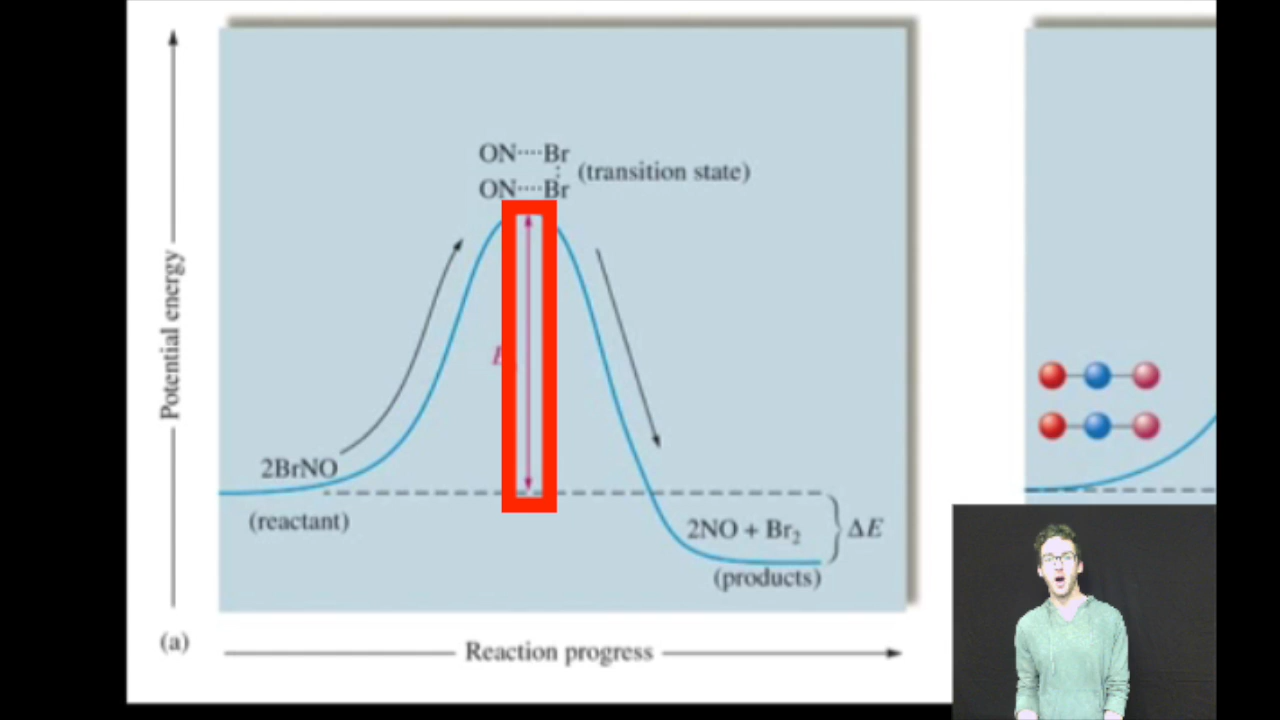 ON····Br
ON····Br
(transition state)
Potential energy
E
2BrNO
(reactant)
2NO + Br₂
ΔE
(products)
(a)
Reaction progress